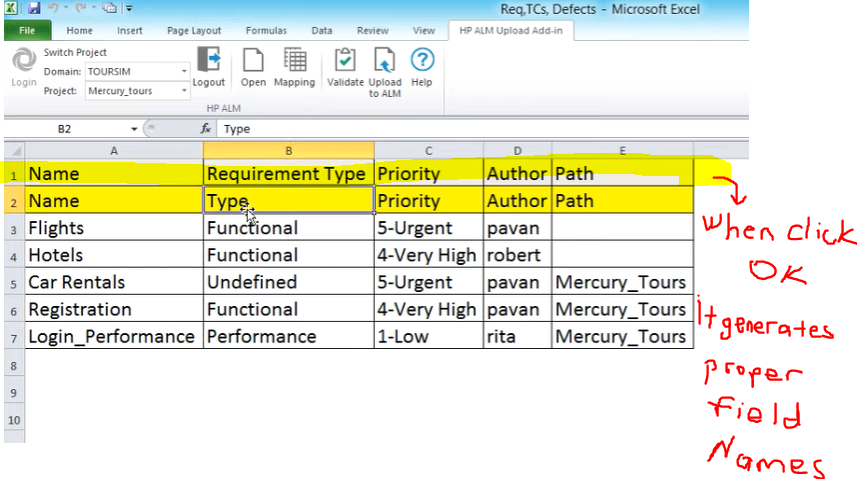 Req,TCs, Defects - Microsoft Excel
File Home Insert Page Layout Formulas Data Review View HP ALM Upload Add-in
Switch Project
Login Domain: TOURSIM Logout Open Mapping Validate Upload to ALM Help
Project: Mercury_tours
HP ALM
B2 fx Type
A B C D E
1 Name Requirement Type Priority Author Path
2 Name Type Priority Author Path
3 Flights Functional 5-Urgent pavan
4 Hotels Functional 4-Very High robert
5 Car Rentals Undefined 5-Urgent pavan Mercury_Tours
6 Registration Functional 4-Very High pavan Mercury_Tours
7 Login_Performance Performance 1-Low rita Mercury_Tours
8
9
10
When click
OK
It generates
proper
field
Names